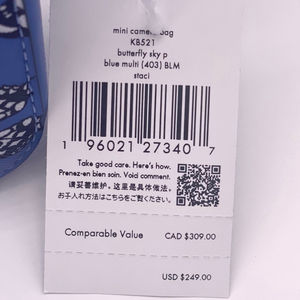 mini camera bag
KB521
butterfly sky p
blue multi (403) BLM
staci
1 96021 27340 7
Take good care. Here's how.
Prenez-en bien soin. Void comment.
请妥善维护。这里是具体做法。
お手入れ方法はこちらをご覧ください。
Comparable Value CAD $309.00
USD $249.00